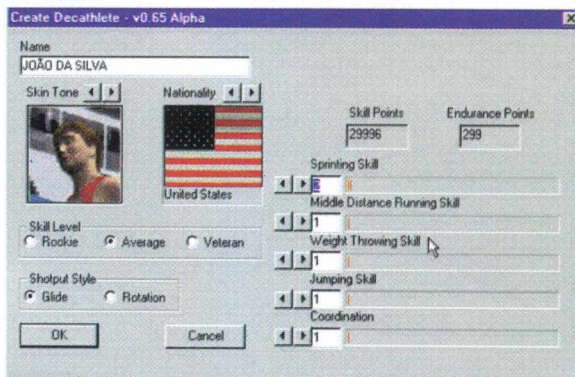 Create Decathlete - v0.65 Alpha
Name
JOÃO DA SILVA
Skin Tone
Nationality
United States
Skill Points
Endurance Points
29996
299
Sprinting Skill
2
Middle Distance Running Skill
1
Weight Throwing Skill
1
Jumping Skill
1
Coordination
1
Skill Level
Rookie
Average
Veteran
Shotput Style
Glide
Rotation
OK
Cancel